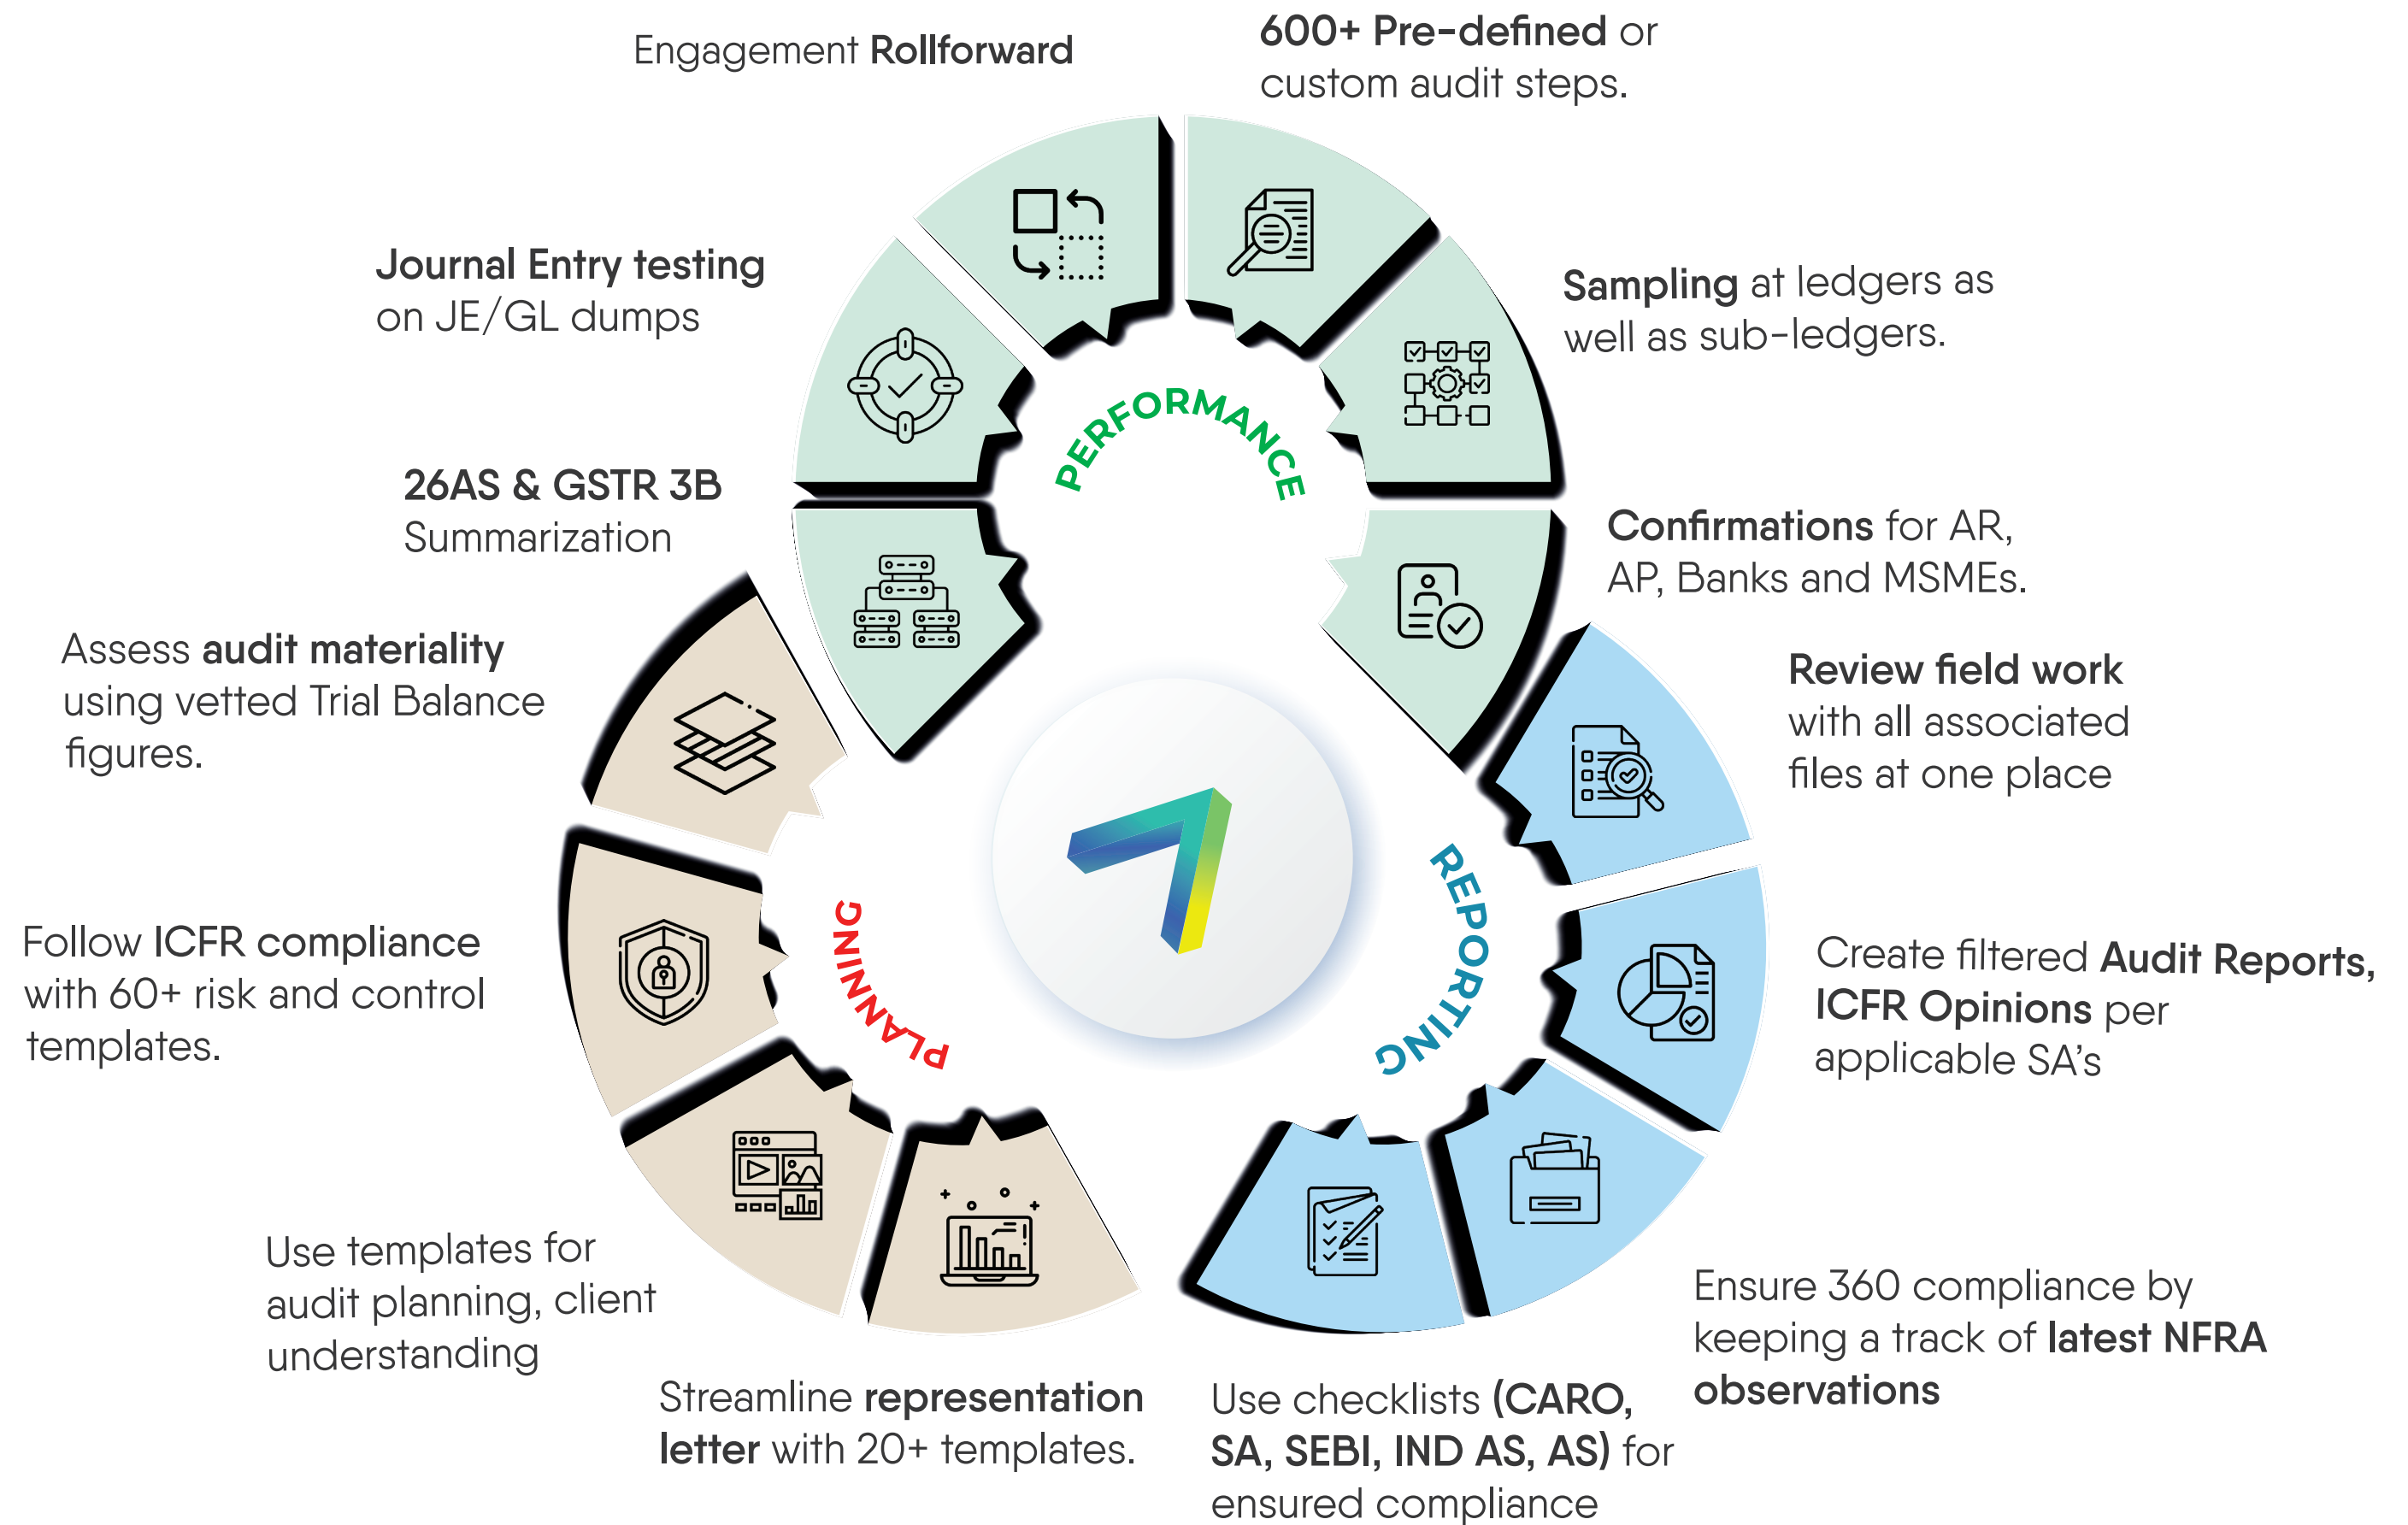 Engagement Rollforward
600+ Pre-defined or
custom audit steps.
Journal Entry testing
on JE/GL dumps
Sampling at ledgers as
well as sub-ledgers.
PERFORMANCE
26AS & GSTR 3B
Summarization
Confirmations for AR,
AP, Banks and MSMEs.
Assess audit materiality
using vetted Trial Balance
figures.
Review field work
with all associated
files at one place
PLANNING
REPORTING
Follow ICFR compliance
with 60+ risk and control
templates.
Create filtered Audit Reports,
ICFR Opinions per
applicable SA’s
Use templates for
audit planning, client
understanding
Ensure 360 compliance by
keeping a track of latest NFRA
observations
Streamline representation
letter with 20+ templates.
Use checklists (CARO,
SA, SEBI, IND AS, AS) for
ensured compliance